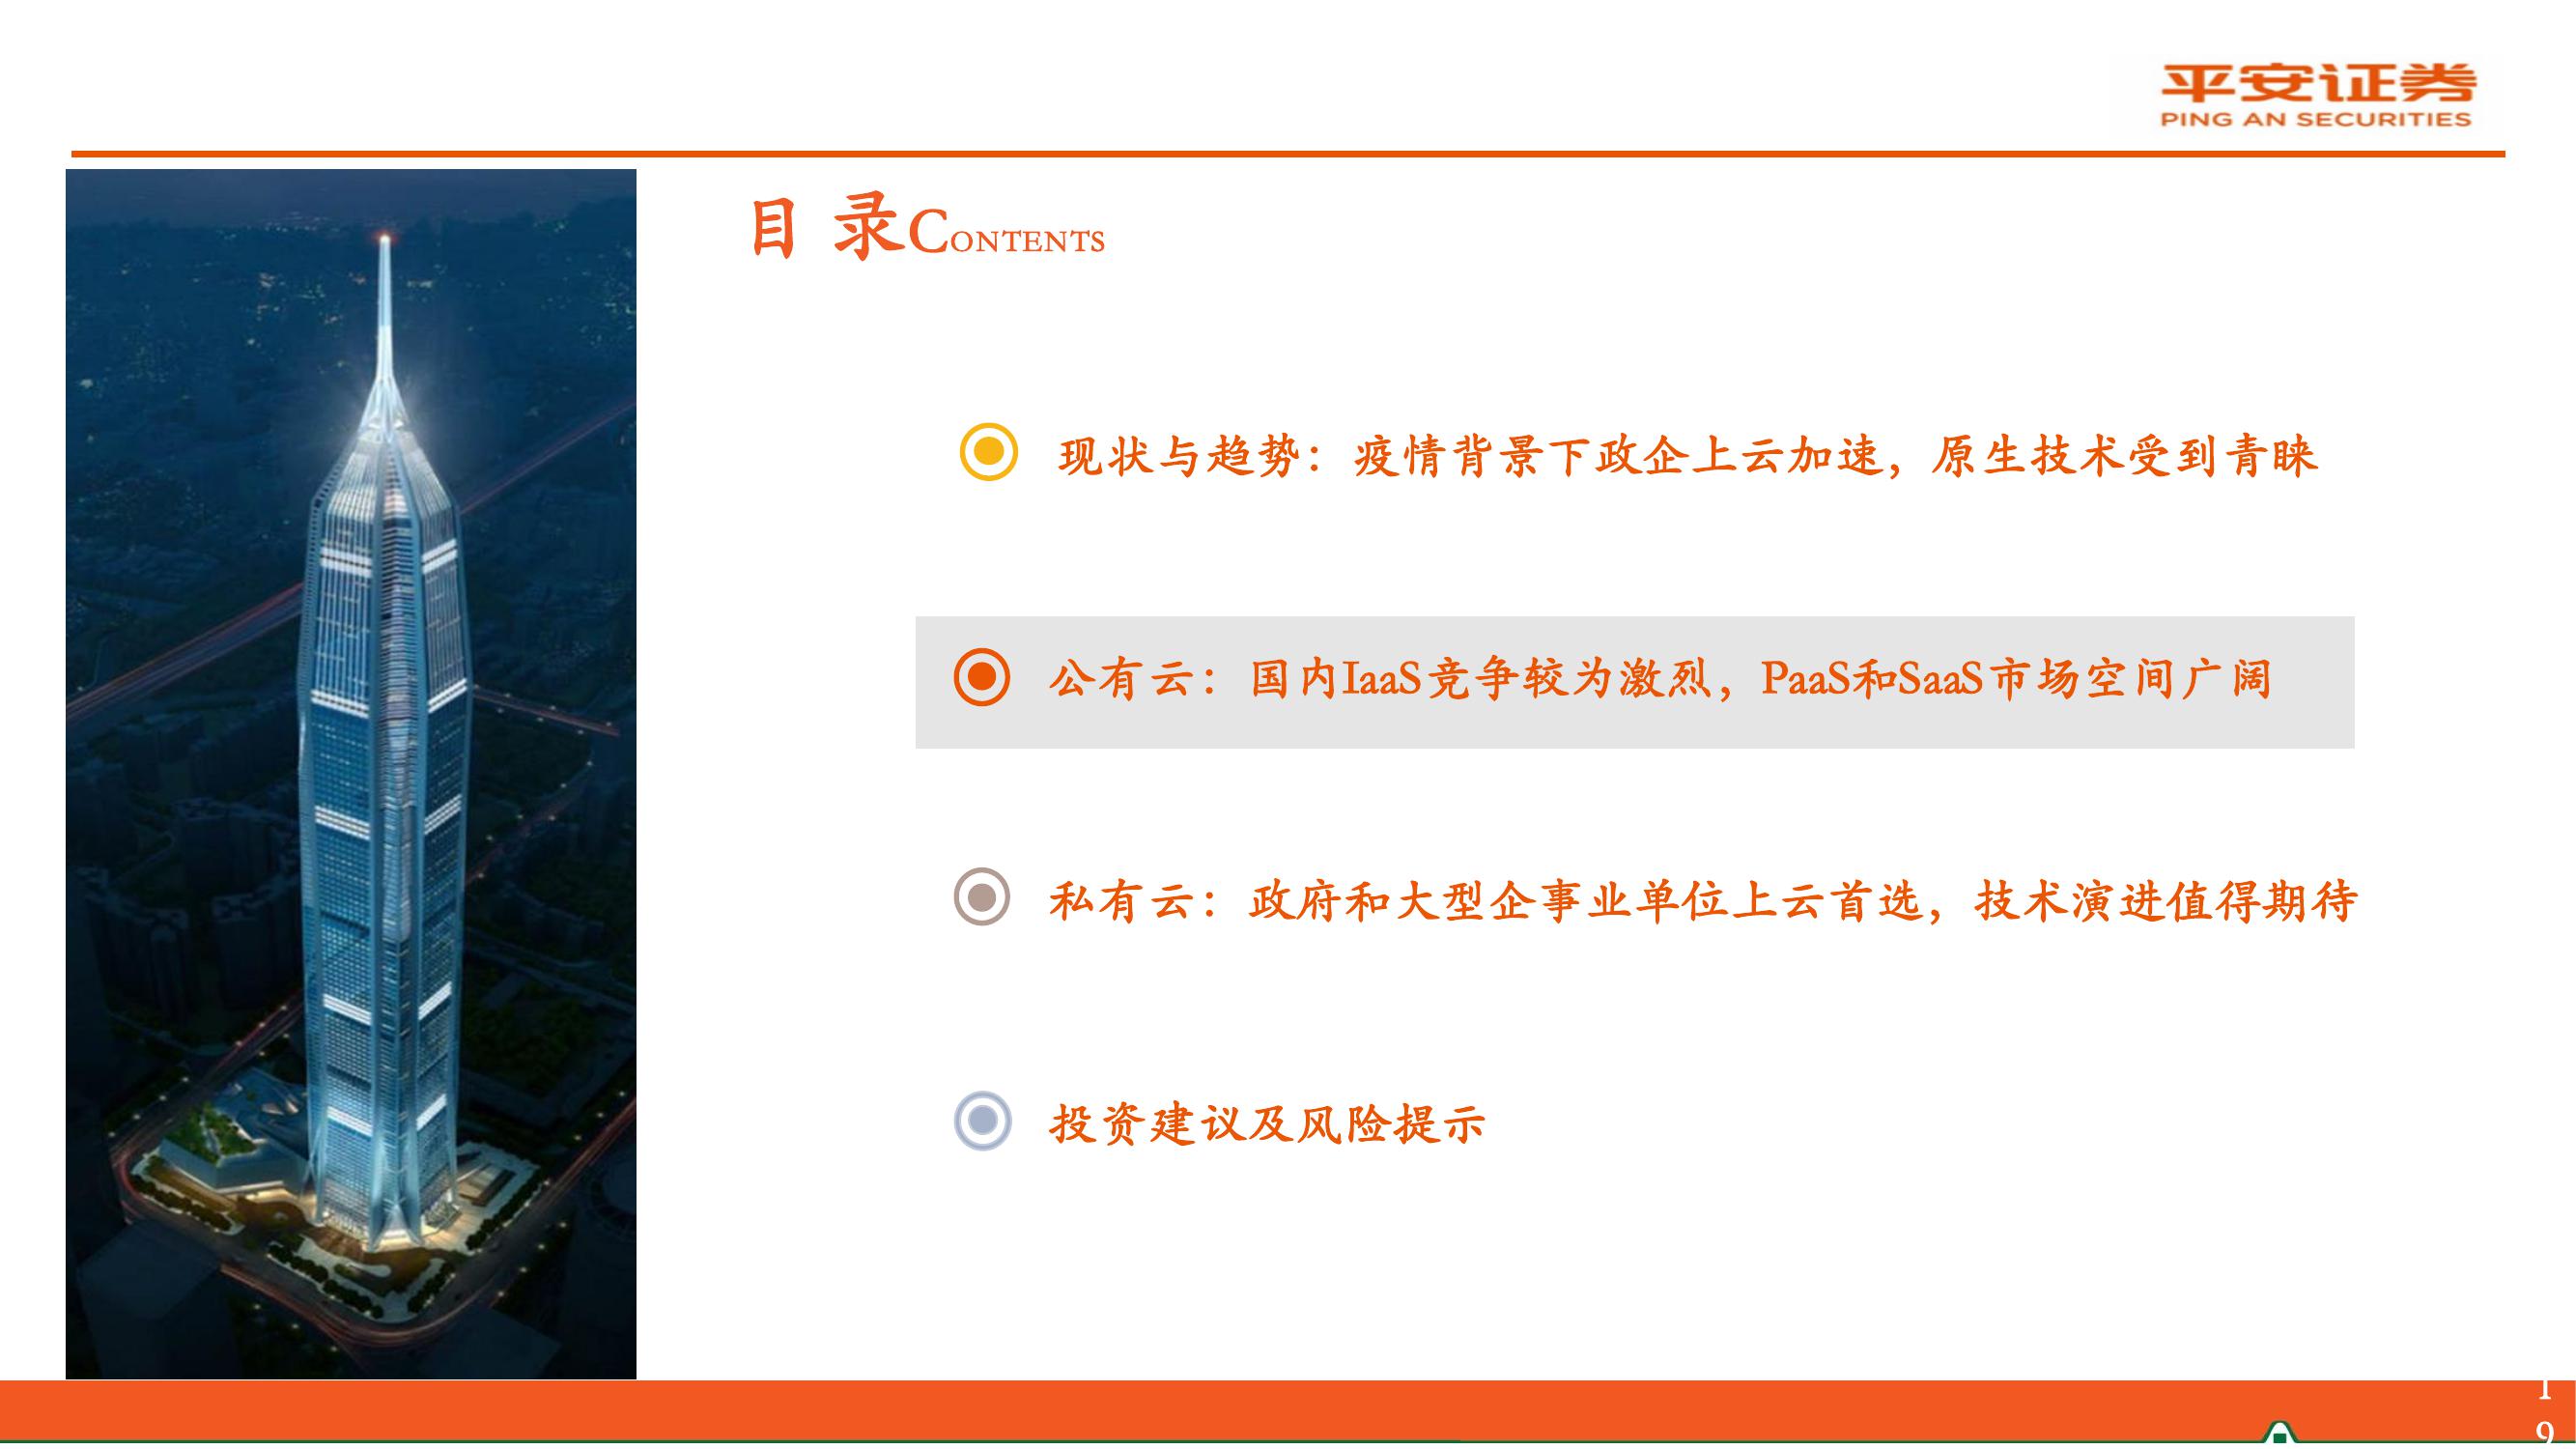 平安证券
PING AN SECURITIES
目 录CONTENTS
现状与趋势：疫情背景下政企上云加速，原生技术受到青睐
公有云：国内IaaS竞争较为激烈，PaaS和SaaS市场空间广阔
私有云：政府和大型企事业单位上云首选，技术演进值得期待
投资建议及风险提示
1
9